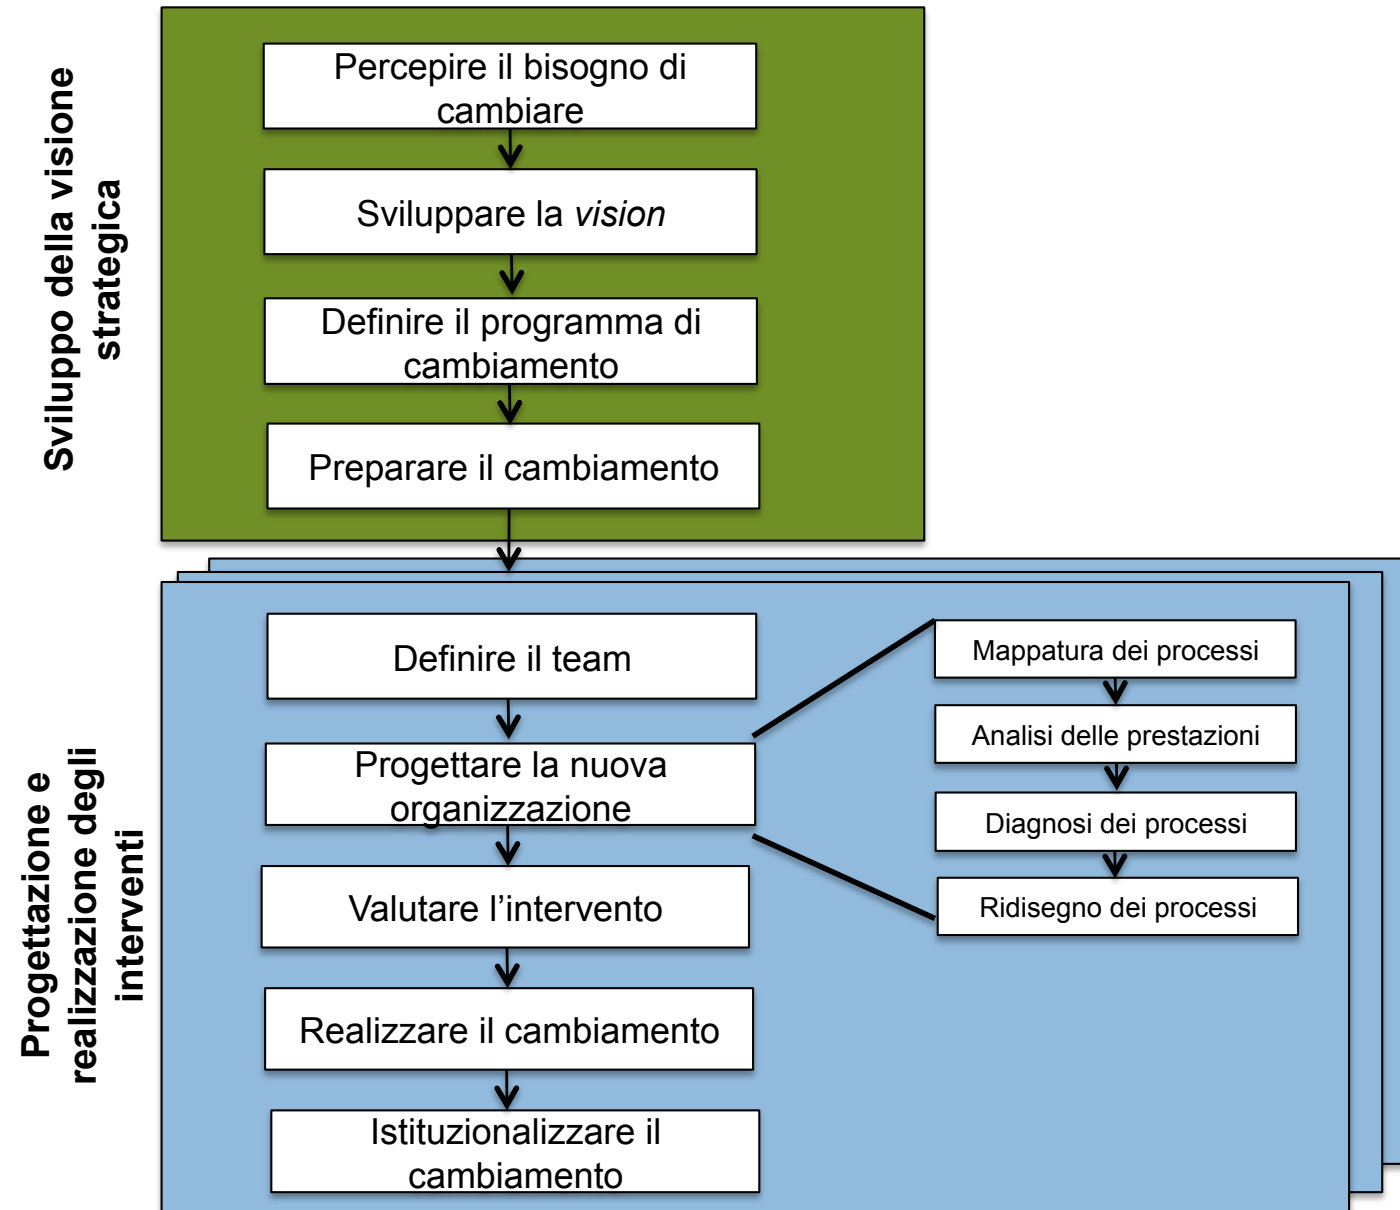 Sviluppo della visione
strategica
Percepire il bisogno di
cambiare
Sviluppare la vision
Definire il programma di
cambiamento
Preparare il cambiamento
Progettazione e
realizzazione degli
interventi
Definire il team
Progettare la nuova
organizzazione
Valutare l’intervento
Realizzare il cambiamento
Istituzionalizzare il
cambiamento
Mappatura dei processi
Analisi delle prestazioni
Diagnosi dei processi
Ridisegno dei processi